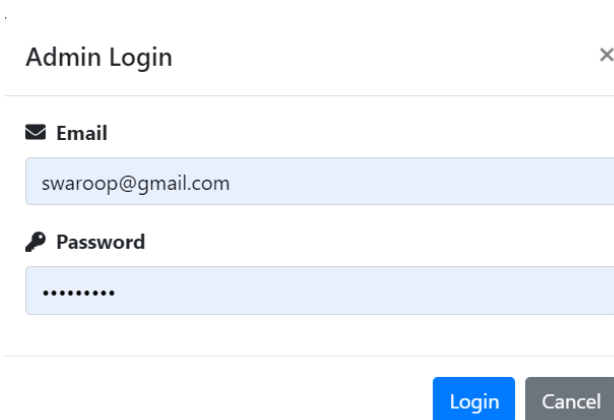 Admin Login ×
Email
swaroop@gmail.com
Password
•••••••••
Login Cancel